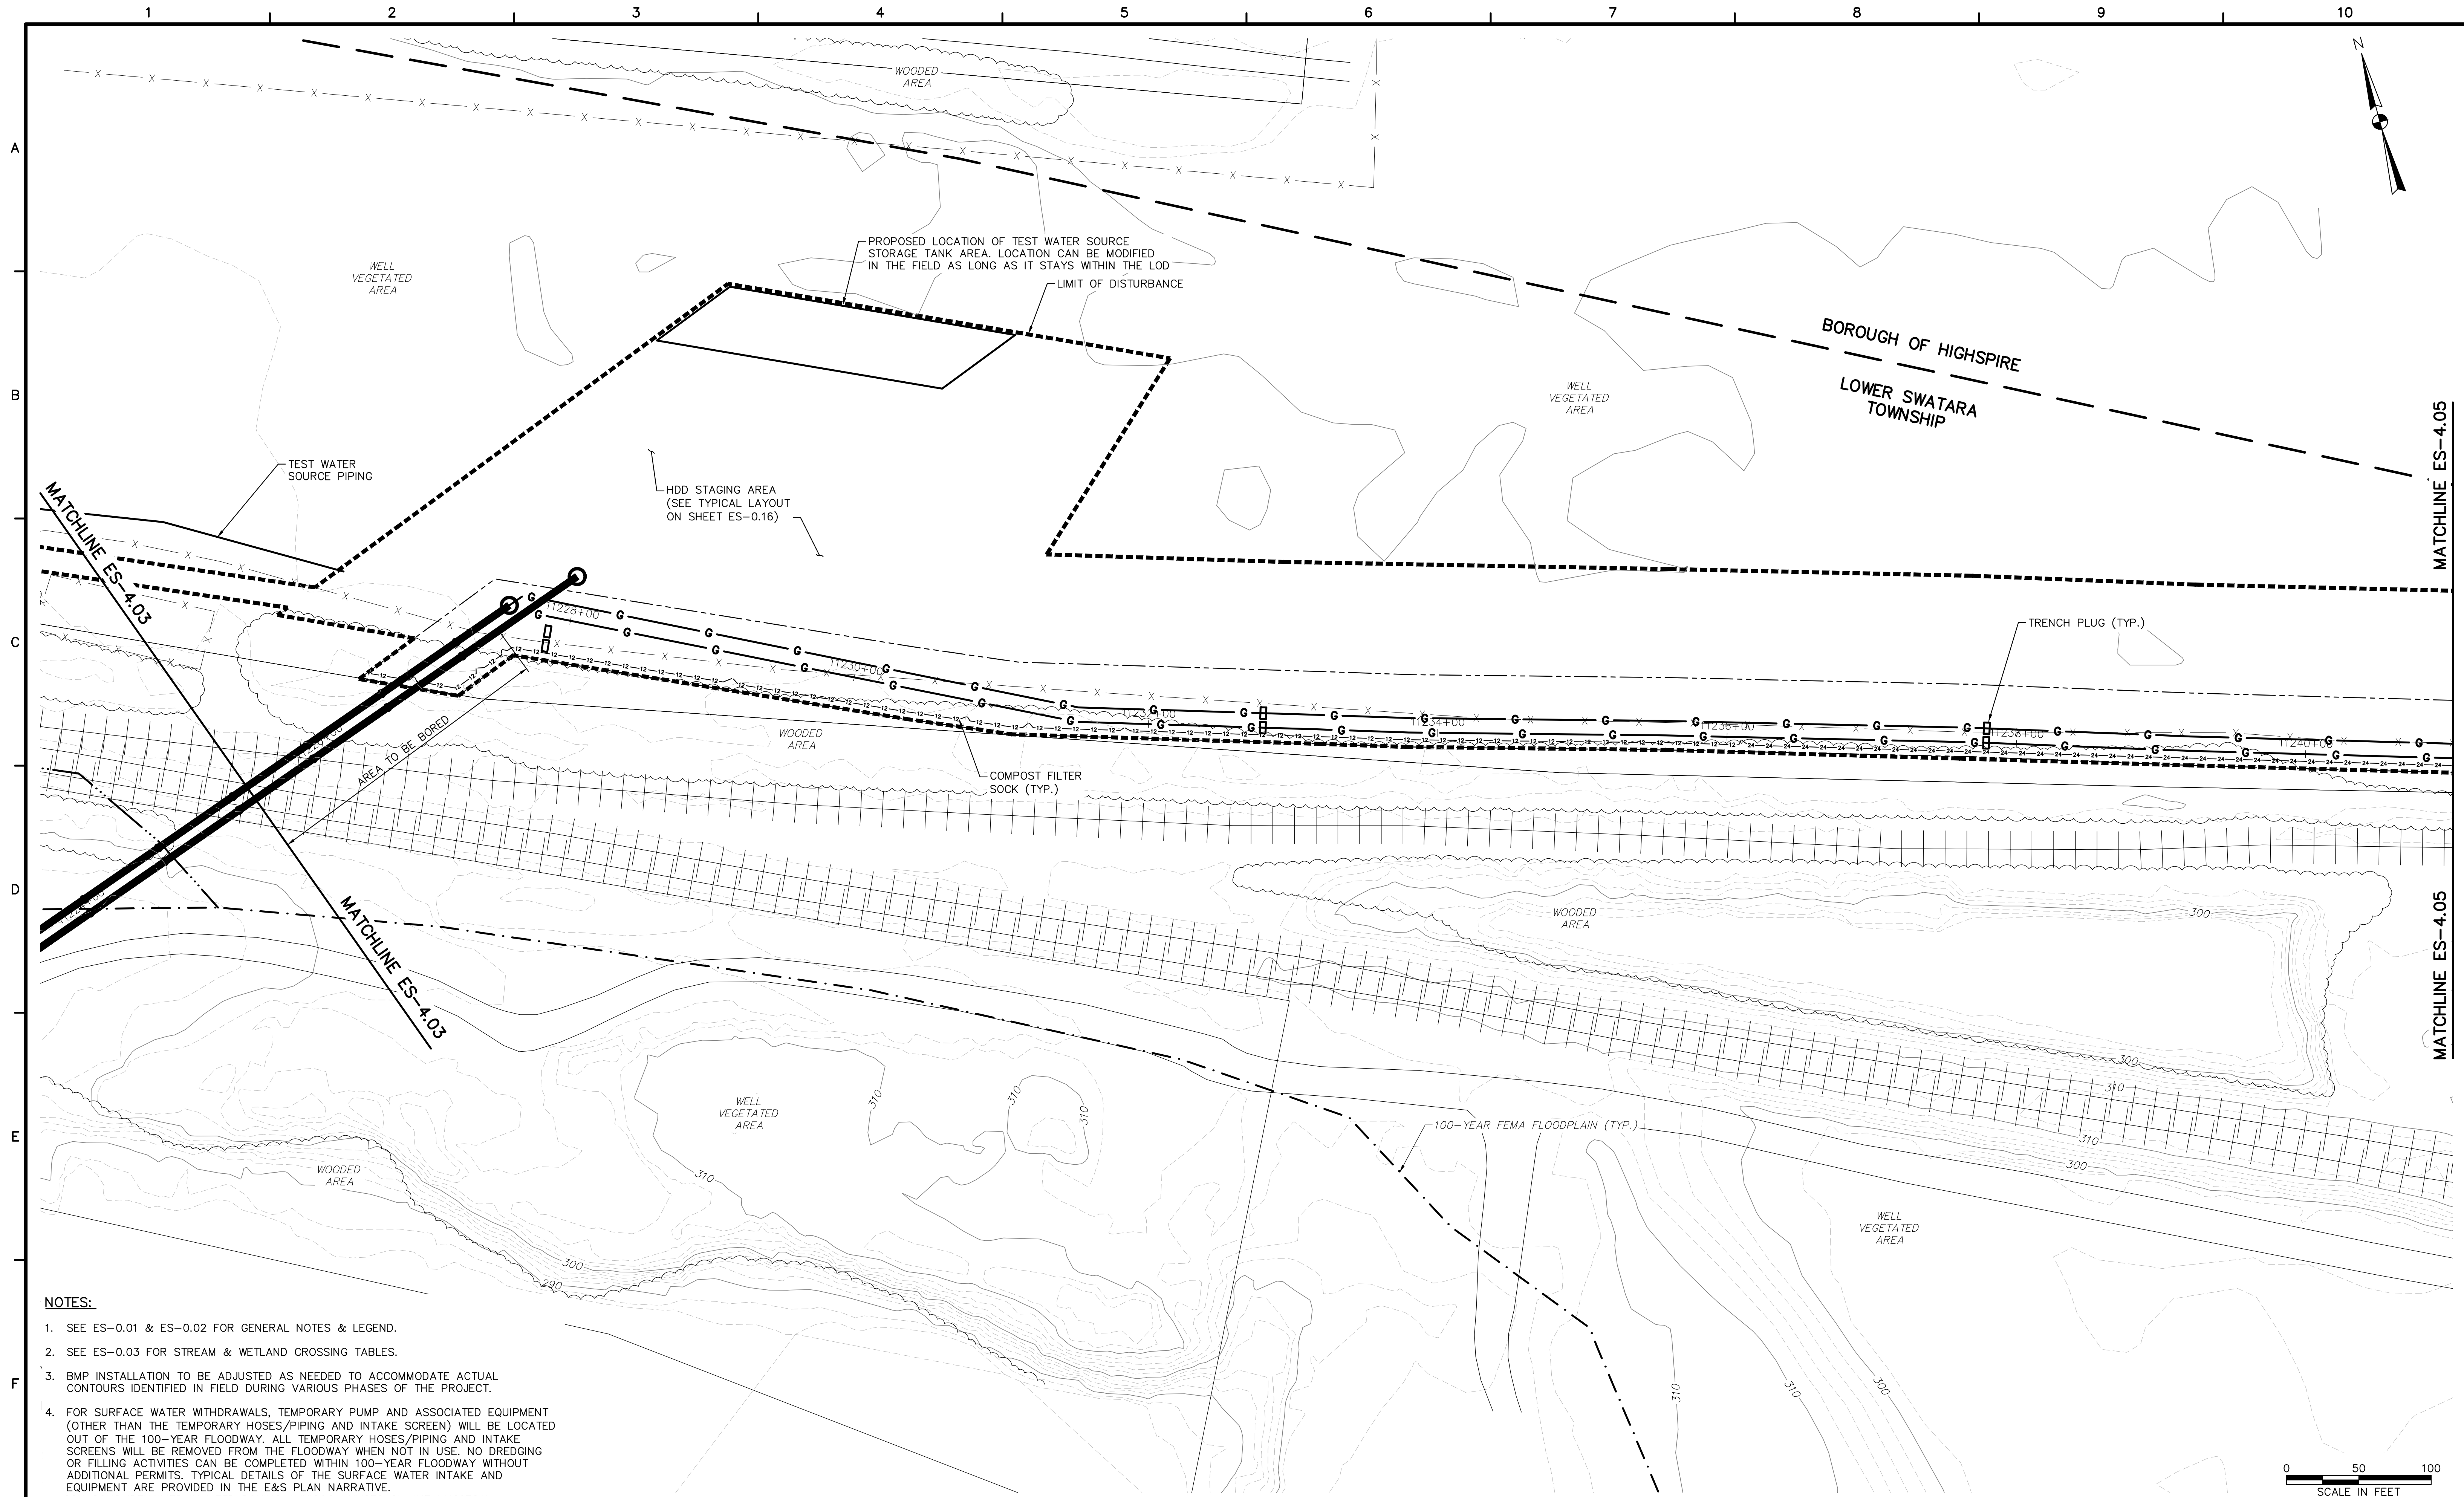 1 2 3 4 5 6 7 8 9 10
A
B
C
D
E
F
N
WOODED
AREA
WELL
VEGETATED
AREA
PROPOSED LOCATION OF TEST WATER SOURCE
STORAGE TANK AREA. LOCATION CAN BE MODIFIED
IN THE FIELD AS LONG AS IT STAYS WITHIN THE LOD
LIMIT OF DISTURBANCE
BOROUGH OF HIGHSPIRE
LOWER SWATARA
TOWNSHIP
WELL
VEGETATED
AREA
MATCHLINE ES-4.05
TEST WATER
SOURCE PIPING
HDD STAGING AREA
(SEE TYPICAL LAYOUT
ON SHEET ES-0.16)
MATCHLINE ES-4.03
11228+00
11230+00
11232+00
11234+00
11236+00
11238+00
11240+00
TRENCH PLUG (TYP.)
AREA TO BE BORED
WOODED
AREA
COMPOST FILTER
SOCK (TYP.)
MATCHLINE ES-4.03
WOODED
AREA
300
MATCHLINE ES-4.05
300
310
310
300
WELL
VEGETATED
AREA
310
310
310
310
100-YEAR FEMA FLOODPLAIN (TYP.)
WOODED
AREA
WELL
VEGETATED
AREA
300
290
310
310
300
NOTES:
1. SEE ES-0.01 & ES-0.02 FOR GENERAL NOTES & LEGEND.
2. SEE ES-0.03 FOR STREAM & WETLAND CROSSING TABLES.
3. BMP INSTALLATION TO BE ADJUSTED AS NEEDED TO ACCOMMODATE ACTUAL
CONTOURS IDENTIFIED IN FIELD DURING VARIOUS PHASES OF THE PROJECT.
4. FOR SURFACE WATER WITHDRAWALS, TEMPORARY PUMP AND ASSOCIATED EQUIPMENT
(OTHER THAN THE TEMPORARY HOSES/PIPING AND INTAKE SCREEN) WILL BE LOCATED
OUT OF THE 100-YEAR FLOODWAY. ALL TEMPORARY HOSES/PIPING AND INTAKE
SCREENS WILL BE REMOVED FROM THE FLOODWAY WHEN NOT IN USE. NO DREDGING
OR FILLING ACTIVITIES CAN BE COMPLETED WITHIN 100-YEAR FLOODWAY WITHOUT
ADDITIONAL PERMITS. TYPICAL DETAILS OF THE SURFACE WATER INTAKE AND
EQUIPMENT ARE PROVIDED IN THE E&S PLAN NARRATIVE.
0 50 100
SCALE IN FEET